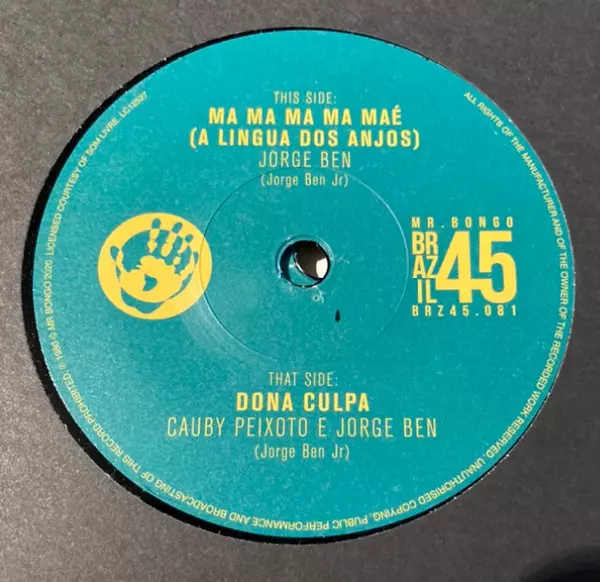 THIS SIDE:
MA MA MA MA MAÉ
(A LINGUA DOS ANJOS)
JORGE BEN
(Jorge Ben Jr)
MR.BONGO
BRAZIL
45
BRZ45.081
THAT SIDE:
DONA CULPA
CAUBY PEIXOTO E JORGE BEN
(Jorge Ben Jr)
ALL RIGHTS OF THE MANUFACTURER AND OF THE OWNER OF THE RECORDED WORK RESERVED. UNAUTHORISED COPYING, PUBLIC PERFORMANCE AND BROADCASTING OF THIS RECORD PROHIBITED ℗ 1980 © MR BONGO 2020. LICENSED COURTESY OF SOM LIVRE. LC12597